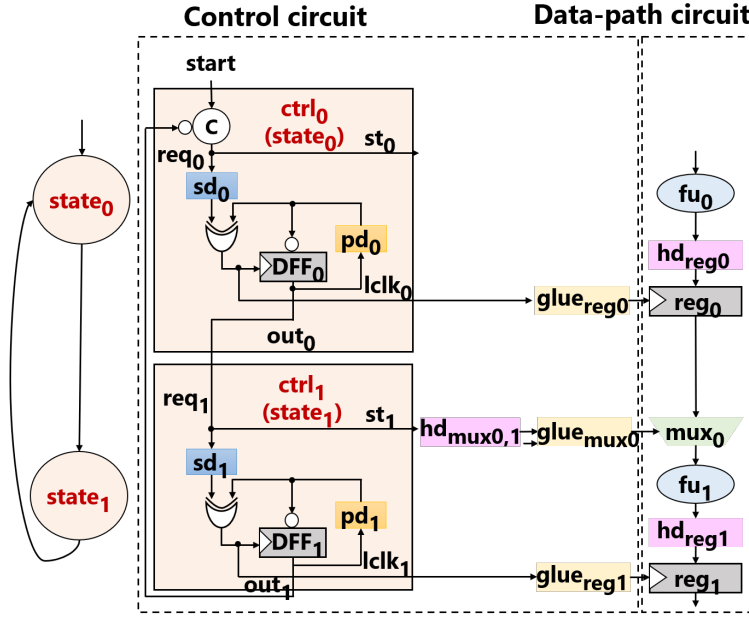 Control circuit
Data-path circuit
start
C
ctrl0
(state0)
st0
req0
sd0
pd0
DFF0
lclk0
out0
state0
state1
ctrl1
(state1)
st1
req1
sd1
pd1
DFF1
lclk1
out1
hdmux0,1
gluereg0
gluemux0
gluereg1
fu0
hdreg0
reg0
mux0
fu1
hdreg1
reg1